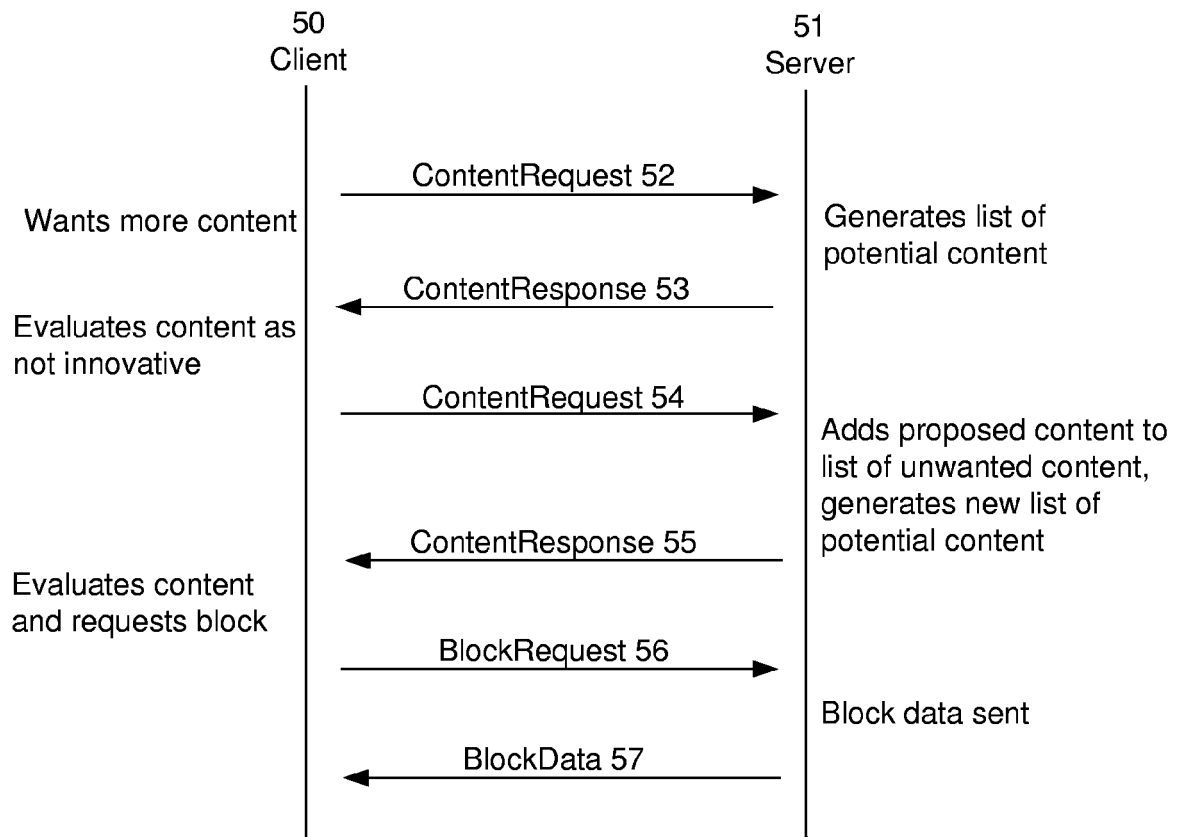 50
Client
51
Server
ContentRequest 52
Wants more content
Generates list of
potential content
ContentResponse 53
Evaluates content as
not innovative
ContentRequest 54
Adds proposed content to
list of unwanted content,
generates new list of
potential content
ContentResponse 55
Evaluates content
and requests block
BlockRequest 56
Block data sent
BlockData 57